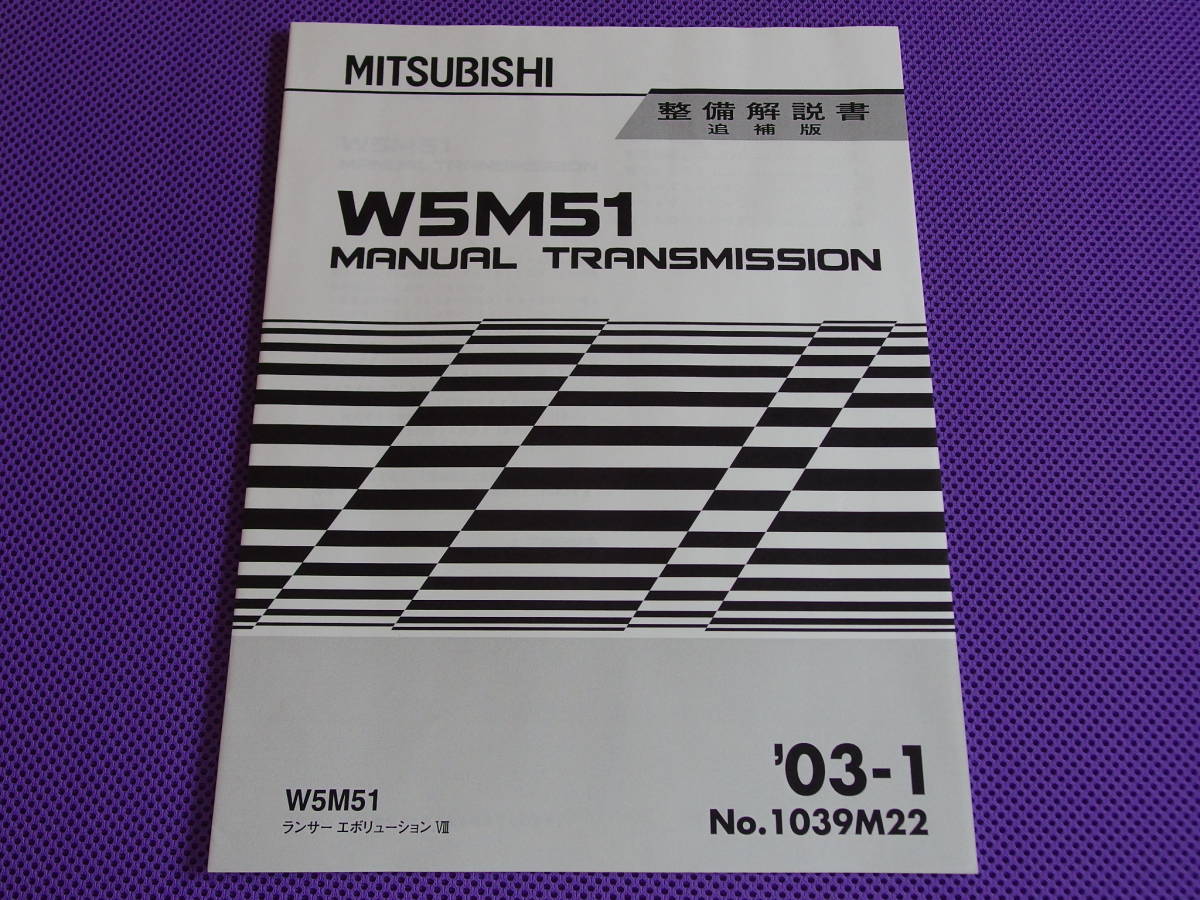 MITSUBISHI
整備解説書
追補版
W5M51
MANUAL TRANSMISSION
'03-1
W5M51
ランサー エボリューション Ⅷ
No.1039M22